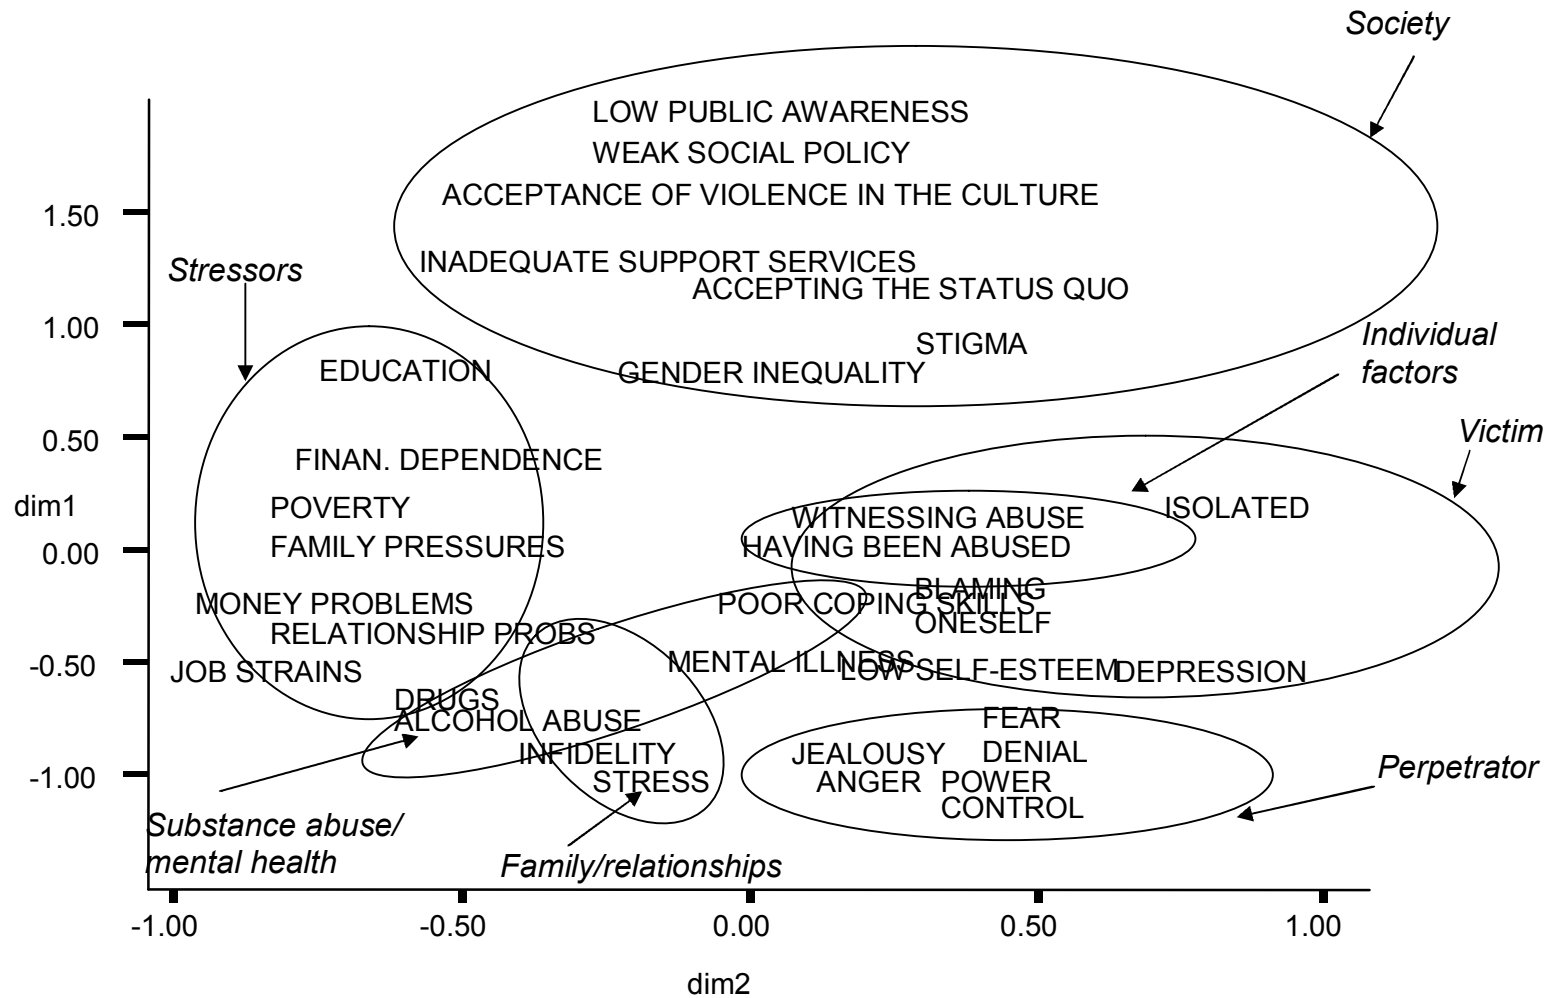 Society
LOW PUBLIC AWARENESS
WEAK SOCIAL POLICY
ACCEPTANCE OF VIOLENCE IN THE CULTURE
1.50
INADEQUATE SUPPORT SERVICES
Stressors
ACCEPTING THE STATUS QUO
1.00
STIGMA
Individual
factors
EDUCATION
GENDER INEQUALITY
0.50
Victim
FINAN. DEPENDENCE
dim1
POVERTY
ISOLATED
WITNESSING ABUSE
0.00
FAMILY PRESSURES
HAVING BEEN ABUSED
BLAMING
ONESELF
MONEY PROBLEMS
POOR COPING SKILLS
RELATIONSHIP PROBS
-0.50
JOB STRAINS
MENTAL ILLNESS
LOW SELF-ESTEEM
DEPRESSION
DRUGS
ALCOHOL ABUSE
FEAR
INFIDELITY
JEALOUSY
DENIAL
-1.00
STRESS
ANGER
POWER
CONTROL
Perpetrator
Substance abuse/
mental health
Family/relationships
-1.00
-0.50
0.00
0.50
1.00
dim2